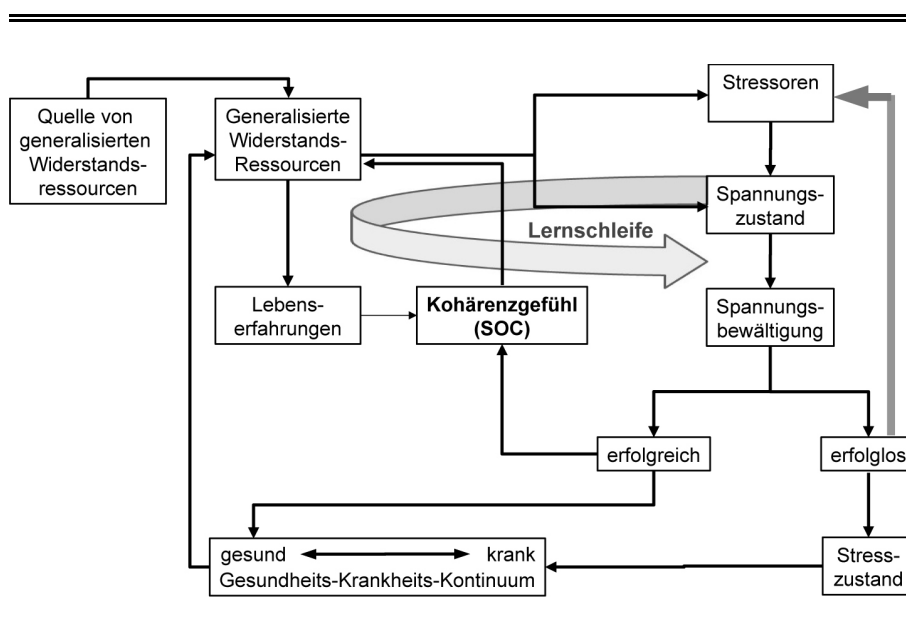 Quelle von
generalisierten
Widerstands-
ressourcen
Generalisierte
Widerstands-
Ressourcen
Stressoren
Spannungs-
zustand
Lernschleife
Lebens-
erfahrungen
Kohärenzgefühl
(SOC)
Spannungs-
bewältigung
erfolgreich
erfolglos
gesund krank
Gesundheits-Krankheits-Kontinuum
Stress-
zustand